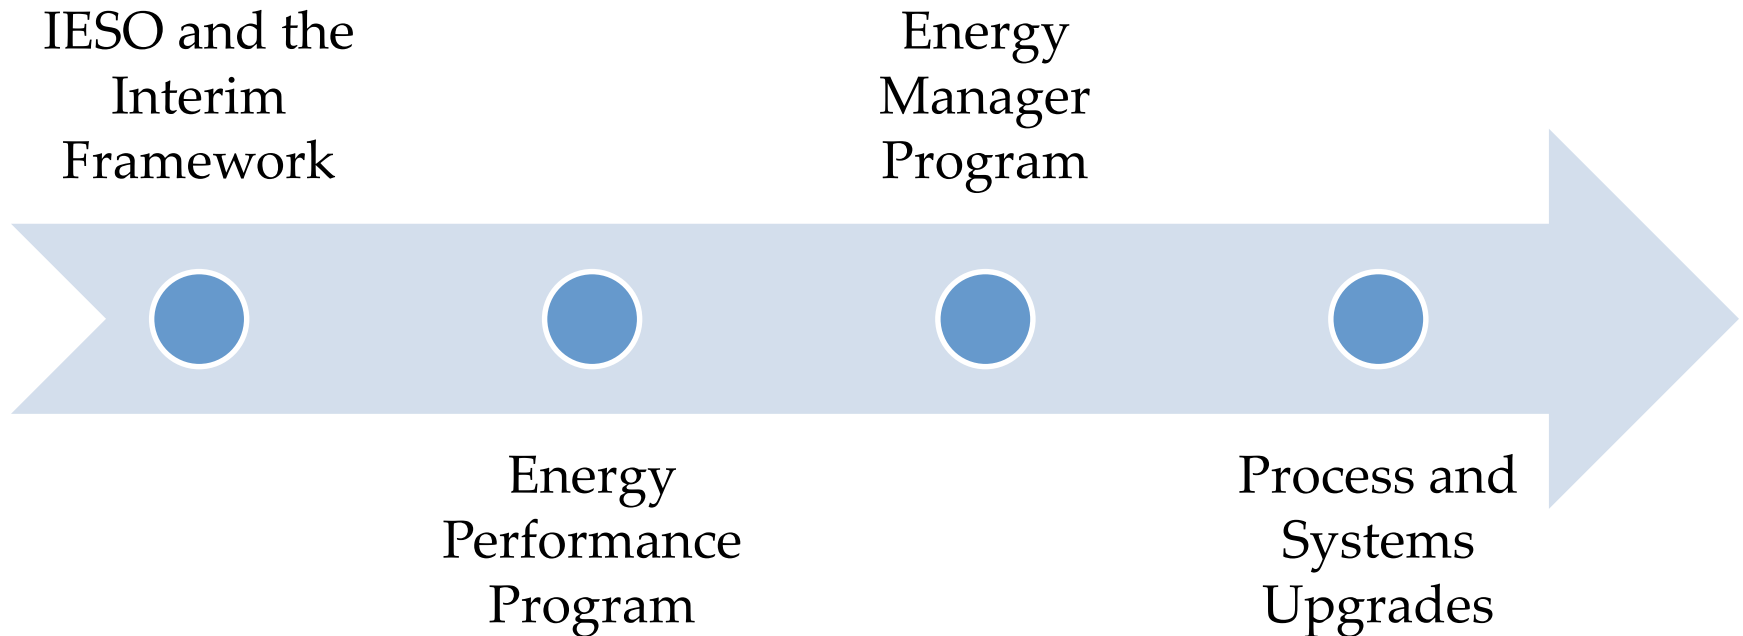 IESO and the
Interim
Framework
Energy
Performance
Program
Energy
Manager
Program
Process and
Systems
Upgrades